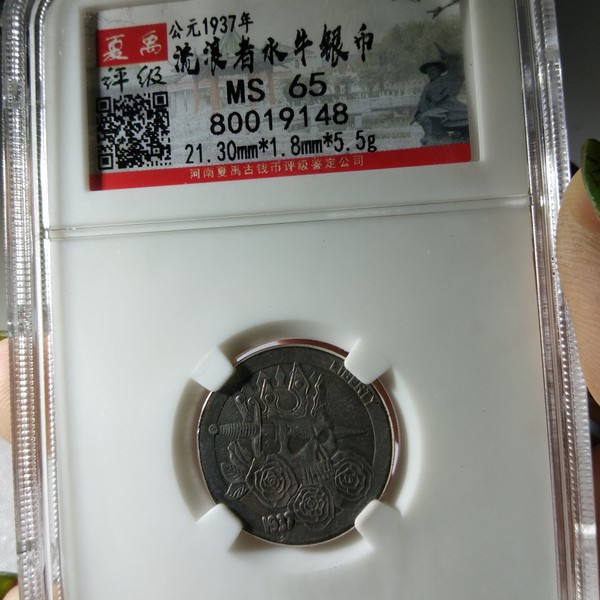 夏禹
评级
公元1937年
流浪者水牛银币
MS 65
80019148
21.30mm*1.8mm*5.5g
河南夏禹古钱币评级鉴定公司
LIBERTY
1937